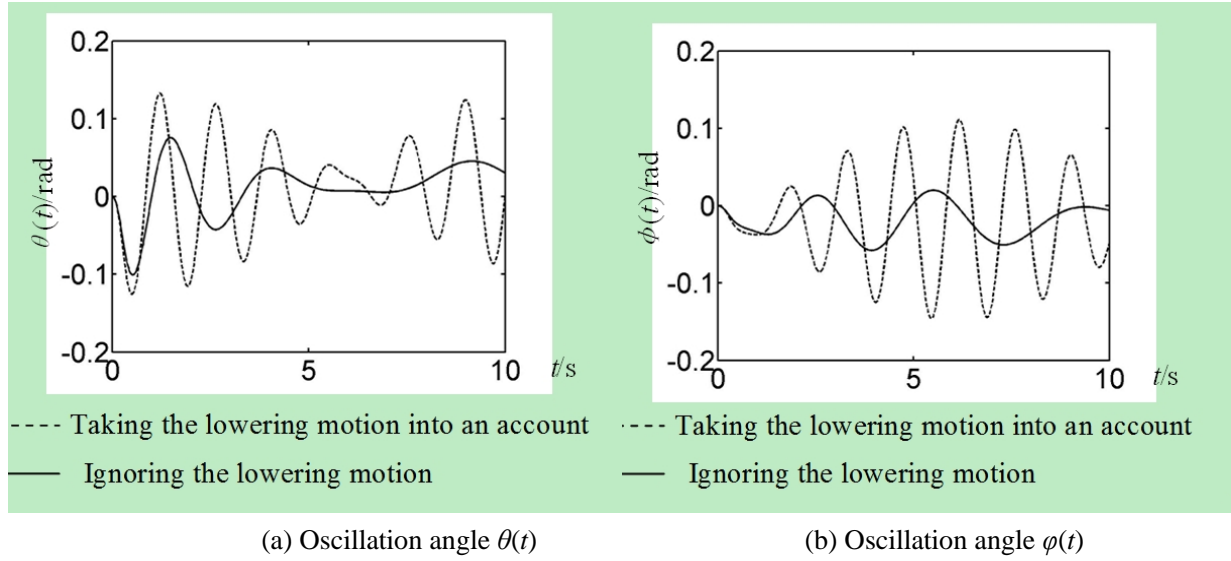 0.2
0.1
0
-0.1
-0.2
0
5
10
θ(t)/rad
t/s
0.2
0.1
0
-0.1
-0.2
0
5
10
ϕ(t)/rad
t/s
---- Taking the lowering motion into an account
Ignoring the lowering motion
---- Taking the lowering motion into an account
Ignoring the lowering motion
(a) Oscillation angle θ(t)
(b) Oscillation angle φ(t)